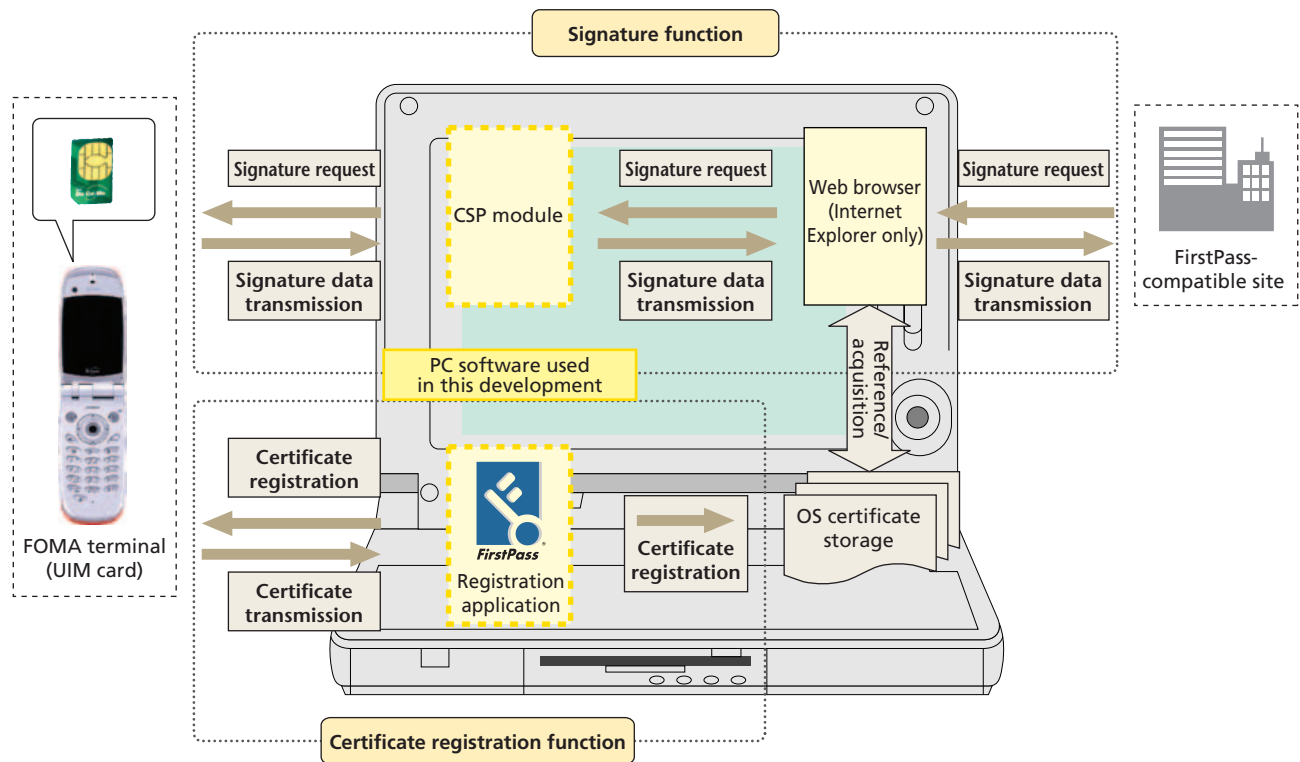 Signature function
Signature request
Signature data
transmission
CSP module
Signature request
Signature data
transmission
Web browser
(Internet
Explorer only)
Signature request
Signature data
transmission
FirstPass-
compatible site
Reference/
acquisition
PC software used
in this development
FOMA terminal
(UIM card)
Certificate
registration
Certificate
transmission
FirstPass
Registration
application
Certificate
registration
OS certificate
storage
Certificate registration function